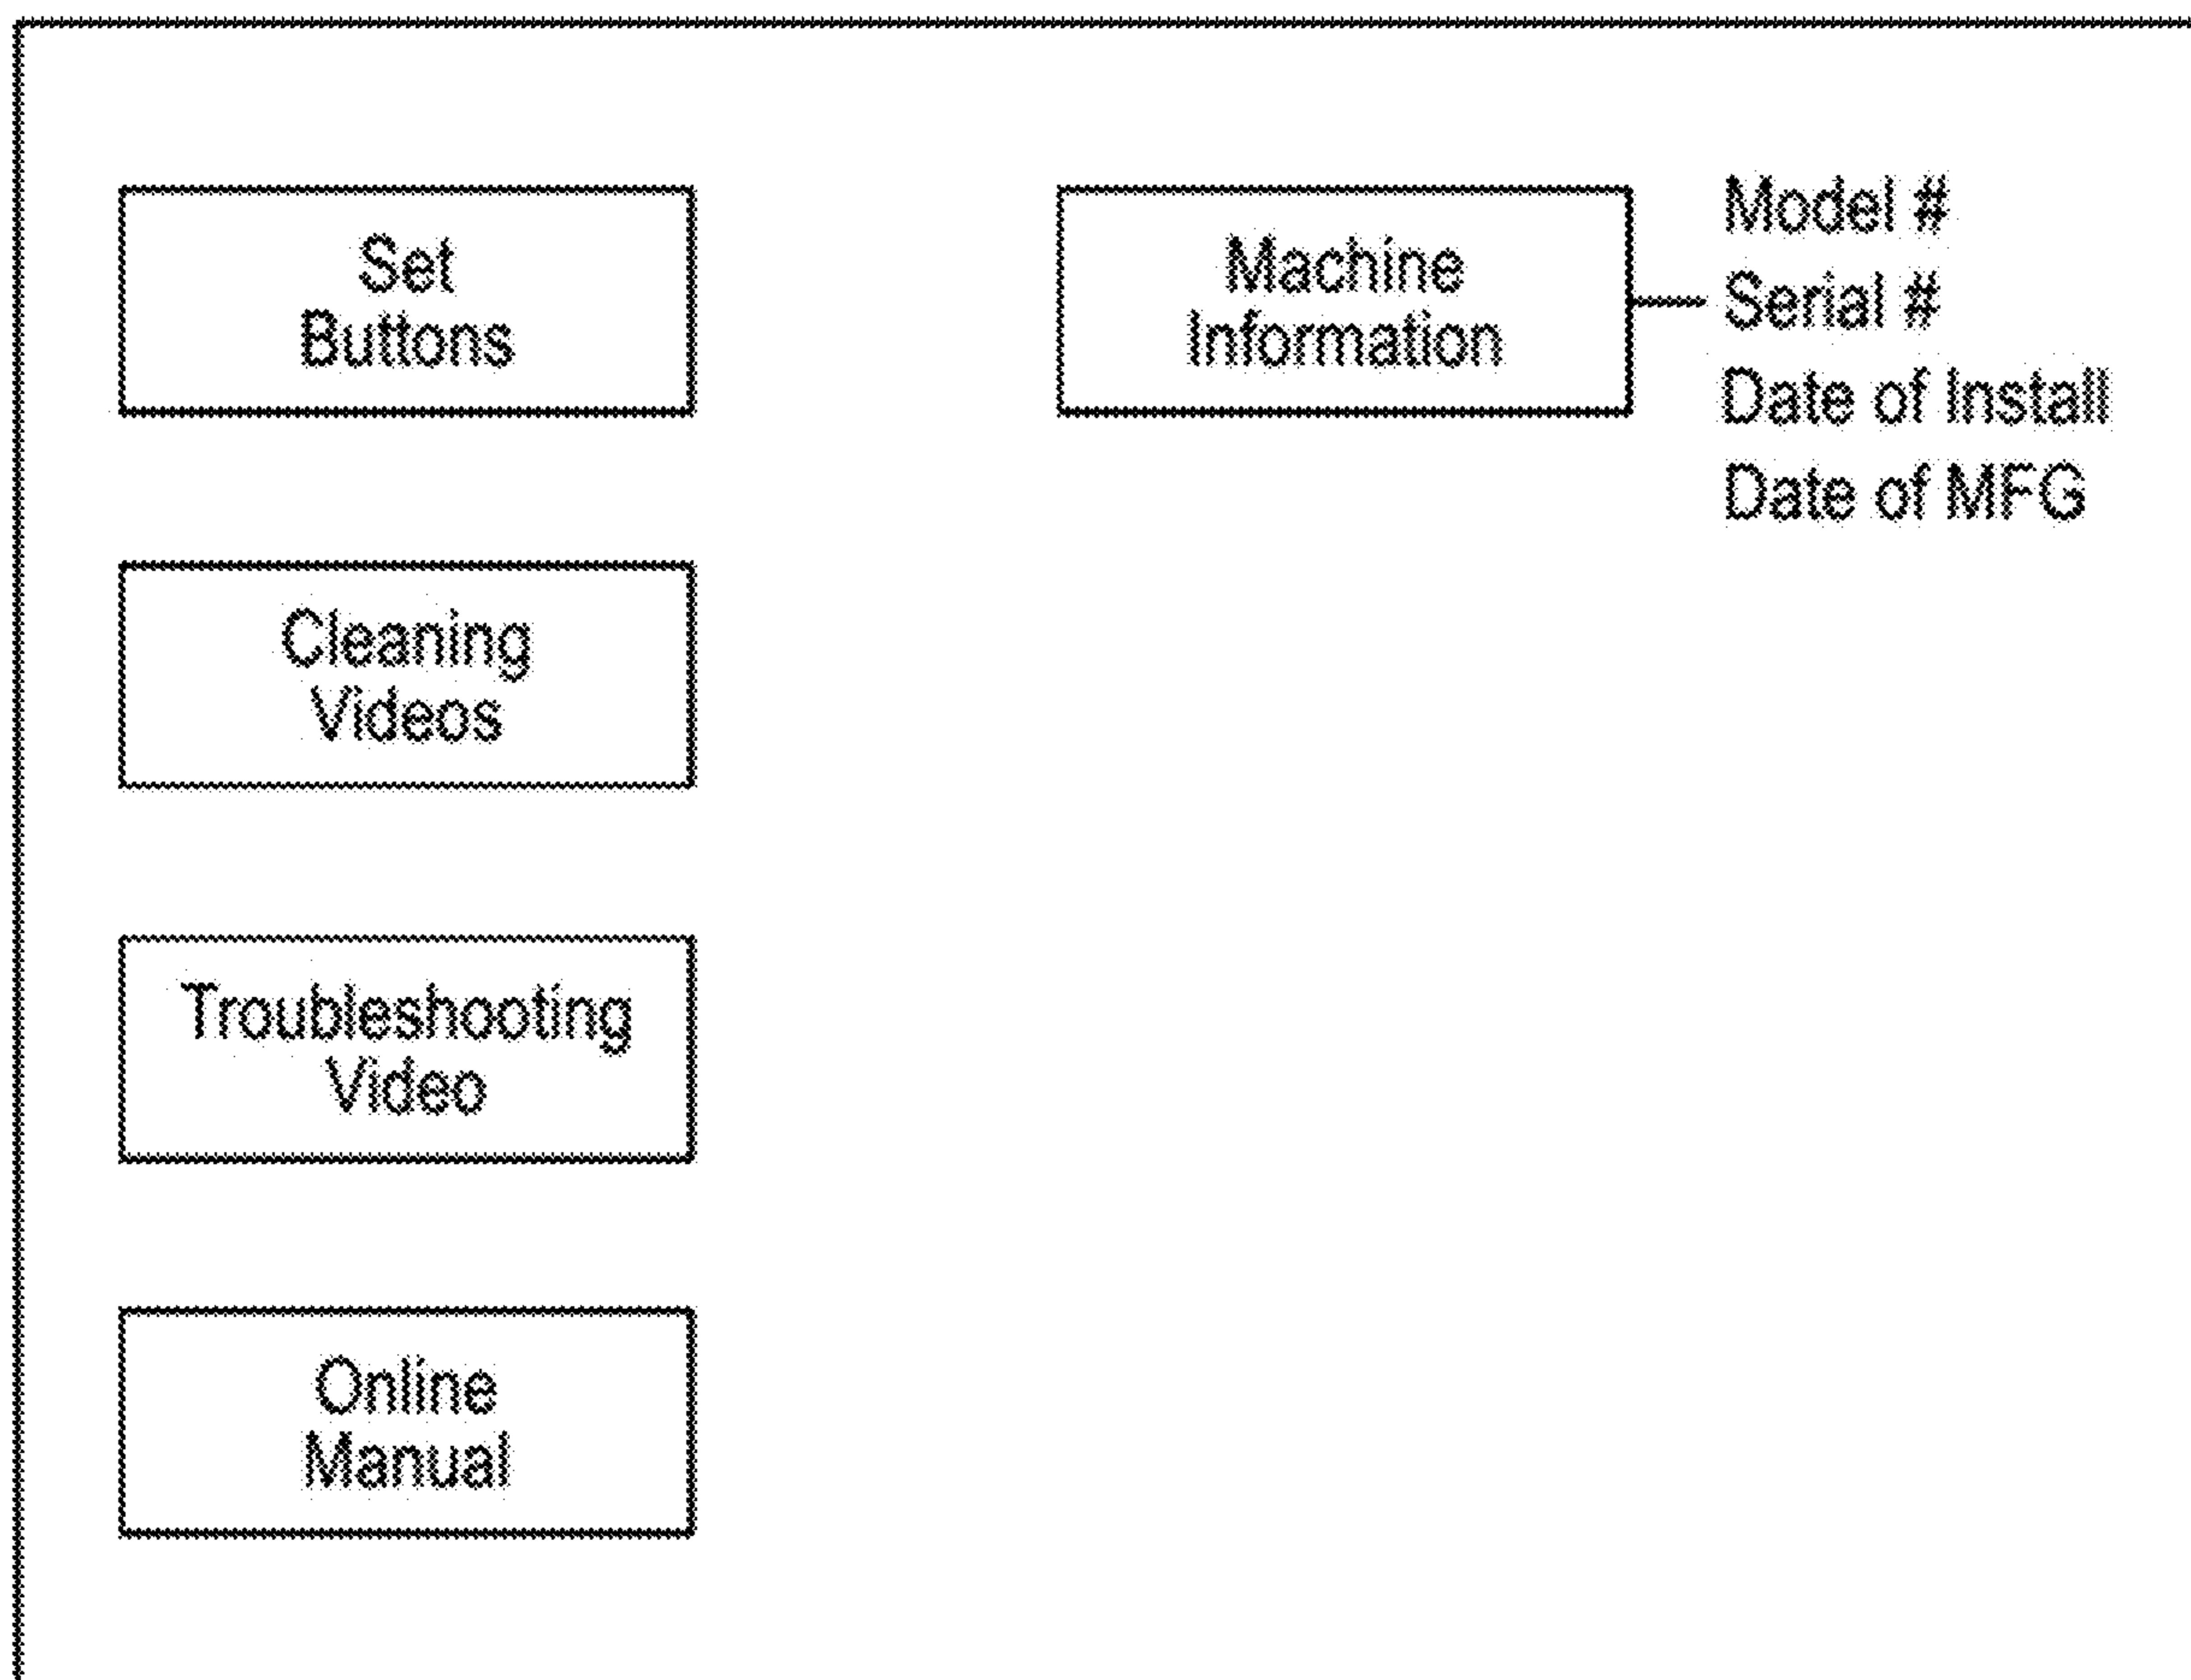 Set
Buttons
Machine
Information
Model #
Serial #
Date of Install
Date of MFG
Cleaning
Videos
Troubleshooting
Video
Online
Manual